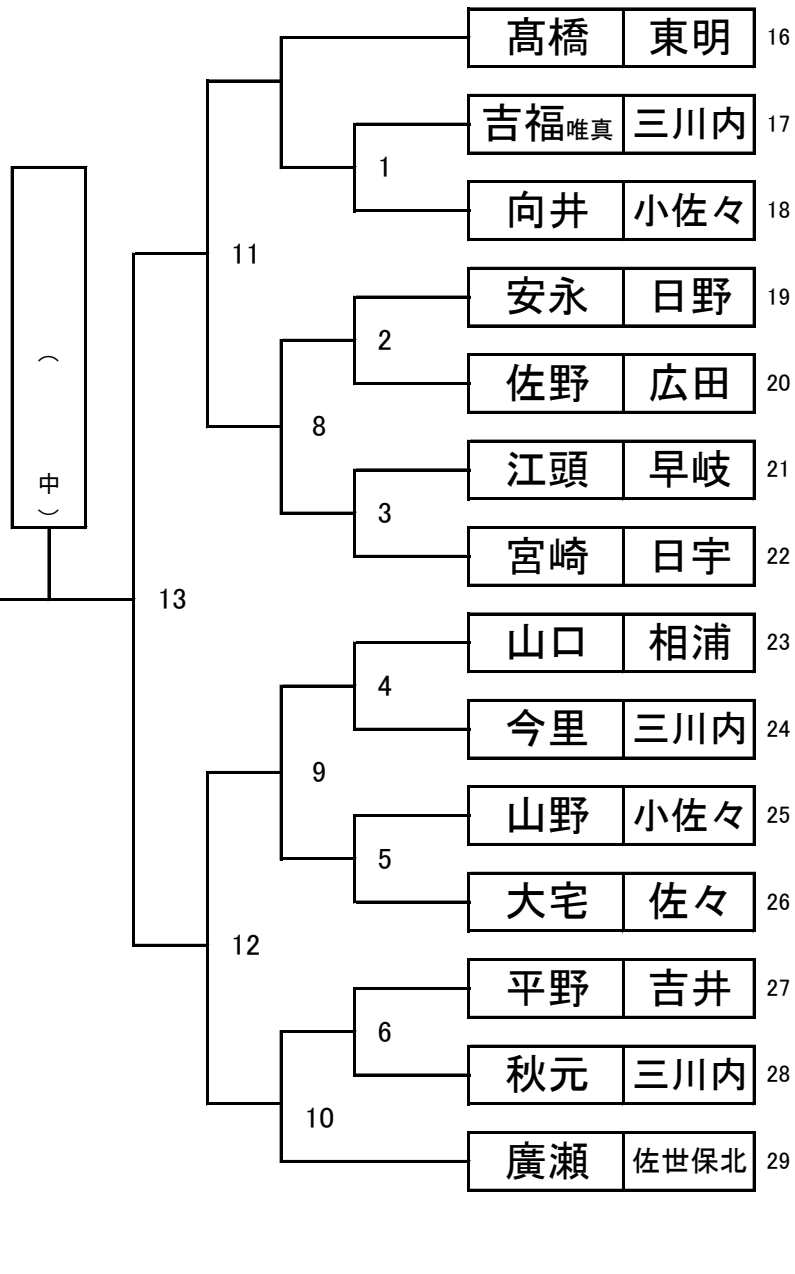 髙橋 東明 16
吉福唯真 三川内 17
1
向井 小佐々 18
11
安永 日野 19
2
佐野 広田 20
8
江頭 早岐 21
3
宮崎 日宇 22
(中)
13
山口 相浦 23
4
今里 三川内 24
9
山野 小佐々 25
5
大宅 佐々 26
12
平野 吉井 27
6
秋元 三川内 28
10
廣瀬 佐世保北 29